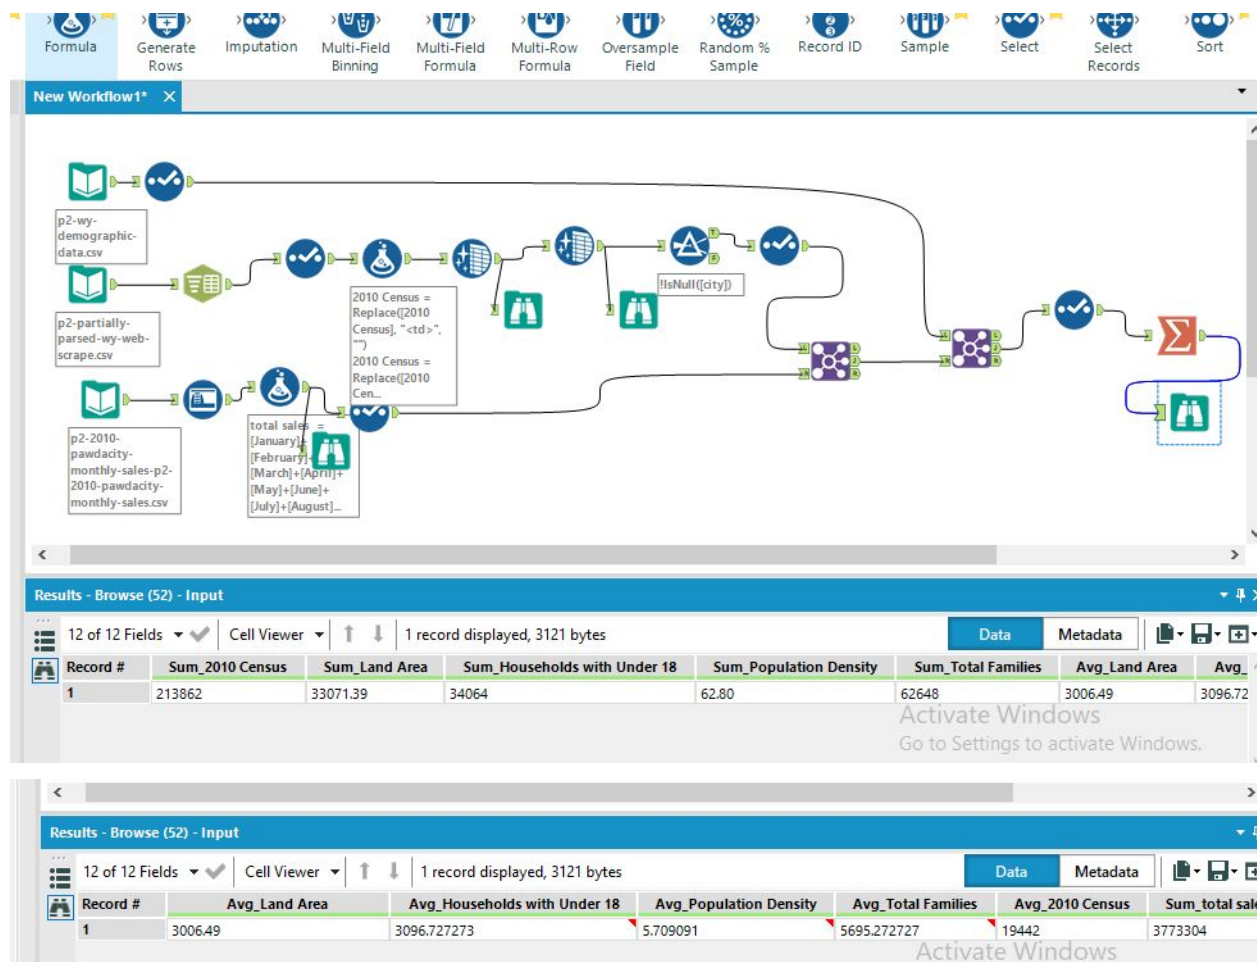 Formula Generate Rows Imputation Multi-Field Binning Multi-Field Formula Multi-Row Formula Oversample Field Random % Sample Record ID Sample Select Select Records Sort
New Workflow1* X
p2-wy-
demographic-
data.csv
!IsNull([city])
2010 Census =
Replace([2010
Census], "<td>",
"")
2010 Census =
Replace([2010
Cen...
p2-partially-
parsed-wy-web-
scrape.csv
total sales =
[January]+
[February]+
[March]+[April]+
[May]+[June]+
[July]+[August]...
p2-2010-
pawdacity-
monthly-sales-p2-
2010-pawdacity-
monthly-sales.csv
Results - Browse (52) - Input
12 of 12 Fields Cell Viewer 1 record displayed, 3121 bytes Data Metadata
Record # Sum_2010 Census Sum_Land Area Sum_Households with Under 18 Sum_Population Density Sum_Total Families Avg_Land Area Avg_
1 213862 33071.39 34064 62.80 62648 3006.49 3096.72
Activate Windows
Go to Settings to activate Windows.
Results - Browse (52) - Input
12 of 12 Fields Cell Viewer 1 record displayed, 3121 bytes Data Metadata
Record # Avg_Land Area Avg_Households with Under 18 Avg_Population Density Avg_Total Families Avg_2010 Census Sum_total sale
1 3006.49 3096.727273 5.709091 5695.272727 19442 3773304
Activate Windows